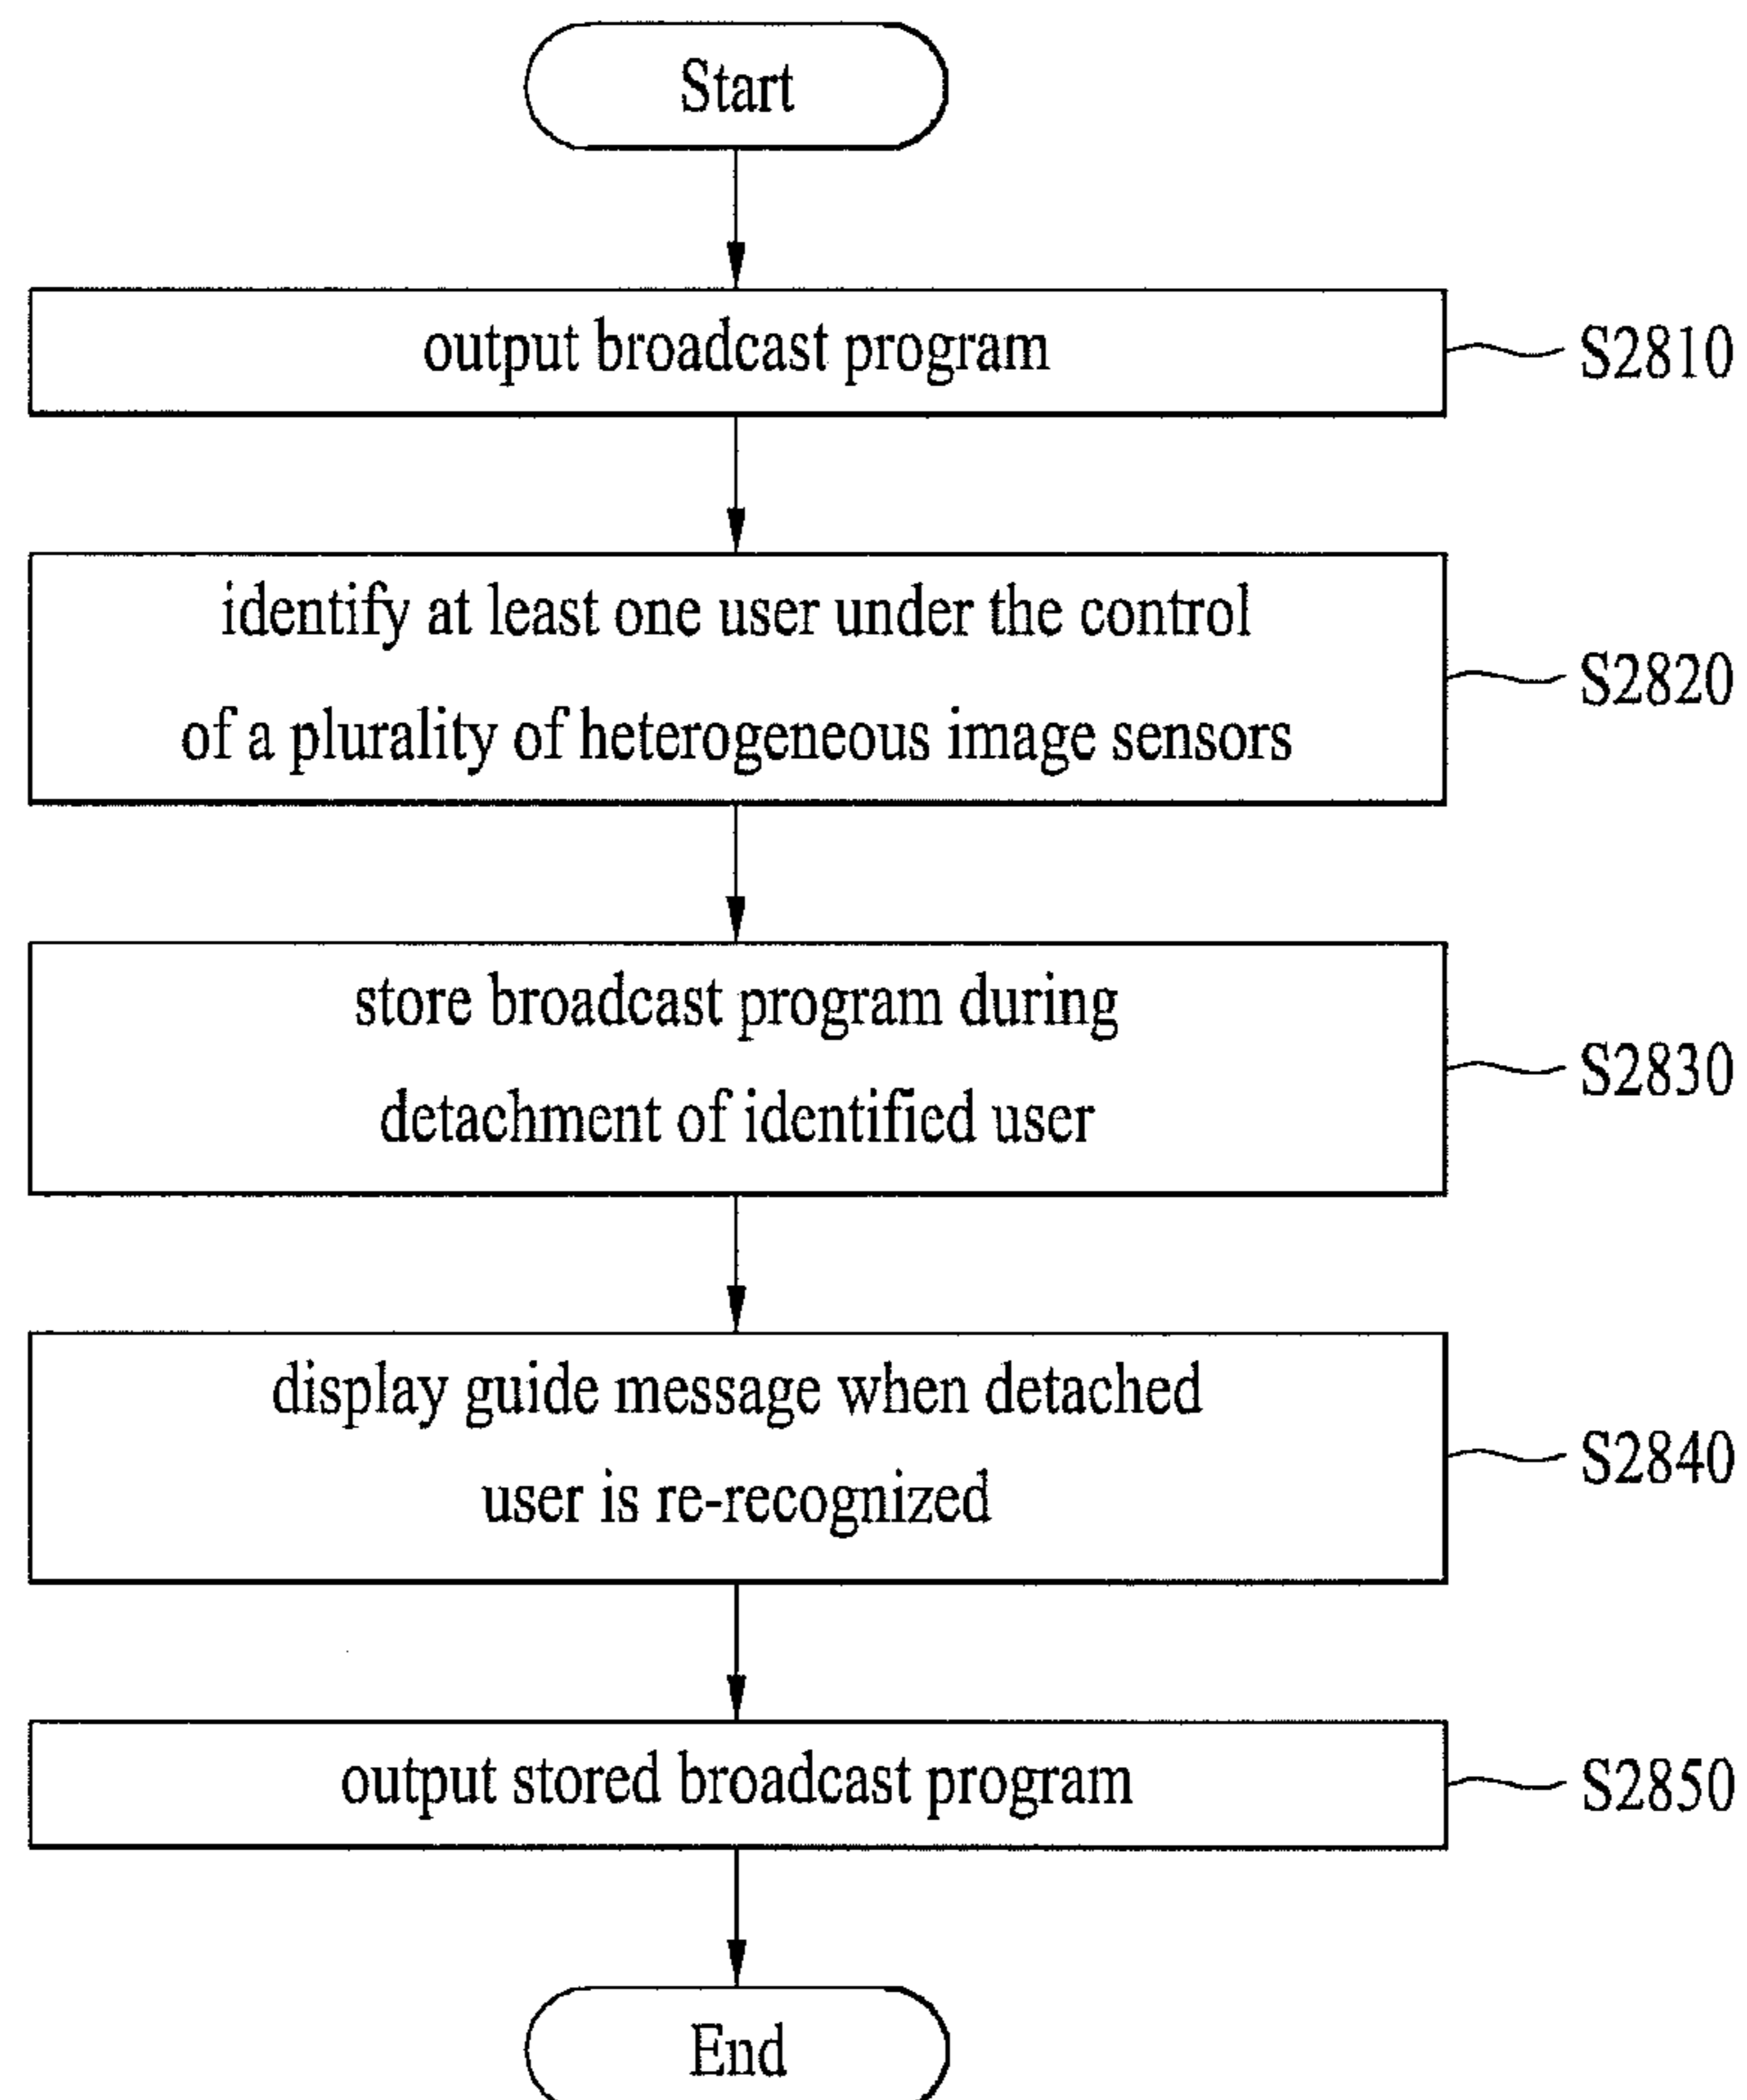 Start
output broadcast program
S2810
identify at least one user under the control
of a plurality of heterogeneous image sensors
S2820
store broadcast program during
detachment of identified user
S2830
display guide message when detached
user is re-recognized
S2840
output stored broadcast program
S2850
End